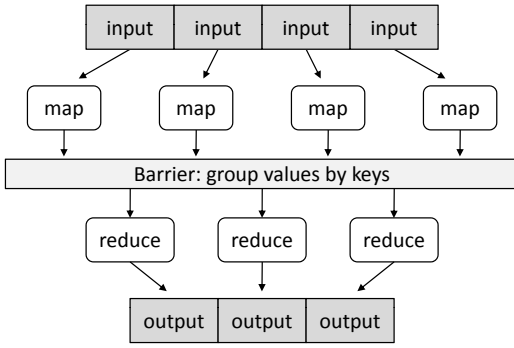 input input input input
map map map map
Barrier: group values by keys
reduce reduce reduce
output output output